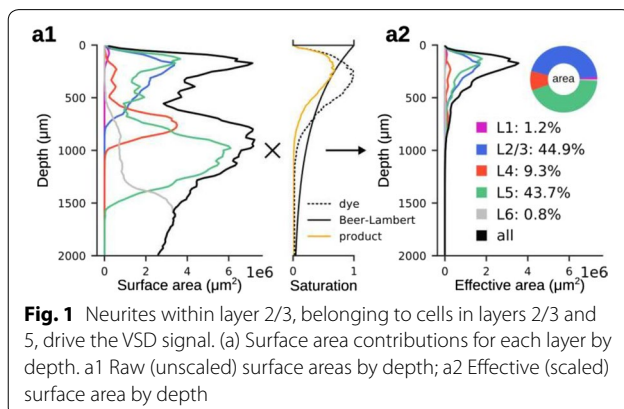 a1
a2
0
500
1000
1500
2000
Depth (μm)
0 2 4 6 1e6
Surface area (μm²)
×
dye
Beer-Lambert
product
0 1
Saturation
0
500
1000
1500
2000
Depth (μm)
area
L1: 1.2%
L2/3: 44.9%
L4: 9.3%
L5: 43.7%
L6: 0.8%
all
0 2 4 6 1e6
Effective area (μm²)
Fig. 1 Neurites within layer 2/3, belonging to cells in layers 2/3 and
5, drive the VSD signal. (a) Surface area contributions for each layer by
depth. a1 Raw (unscaled) surface areas by depth; a2 Effective (scaled)
surface area by depth